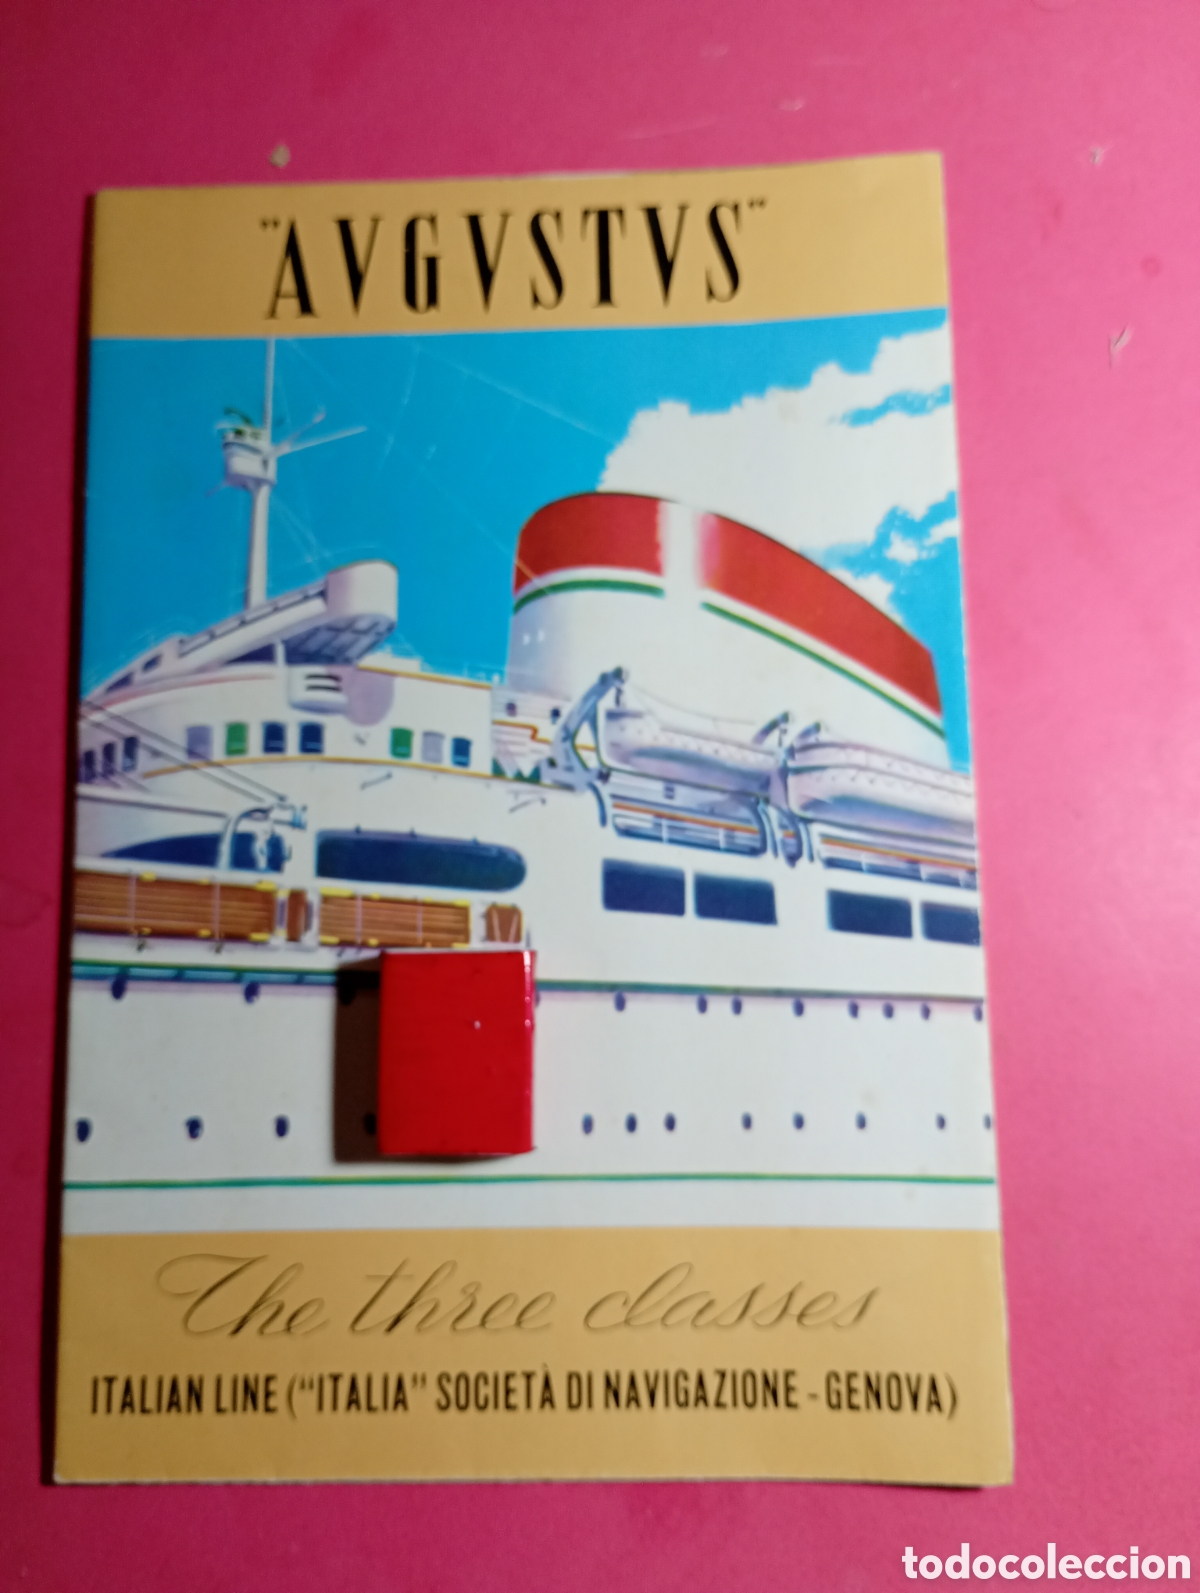 "AVGVSTVS"
The three classes
ITALIAN LINE ("ITALIA" SOCIETÀ DI NAVIGAZIONE - GENOVA)
todocoleccion